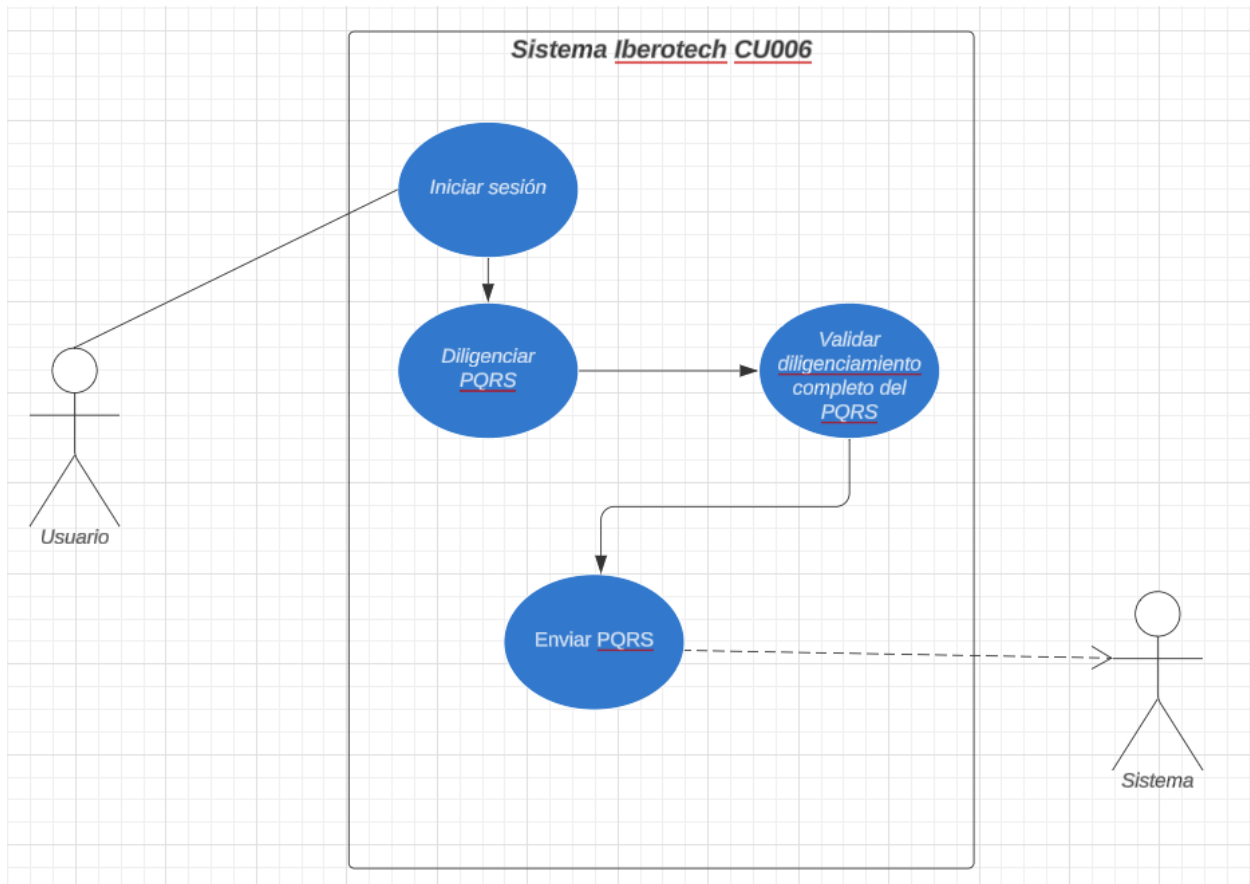 Sistema Iberotech CU006
Iniciar sesión
Diligenciar
PQRS
Validar
diligenciamiento
completo del
PQRS
Usuario
Enviar PQRS
Sistema